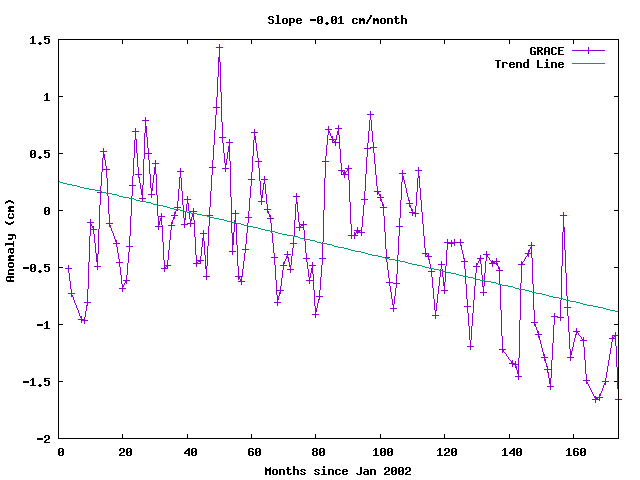 Slope -0.01 cm/month
GRACE
Trend Line
1.5
1
0.5
0
-0.5
-1
-1.5
-2
Anomaly (cm)
0 20 40 60 80 100 120 140 160
Months since Jan 2002